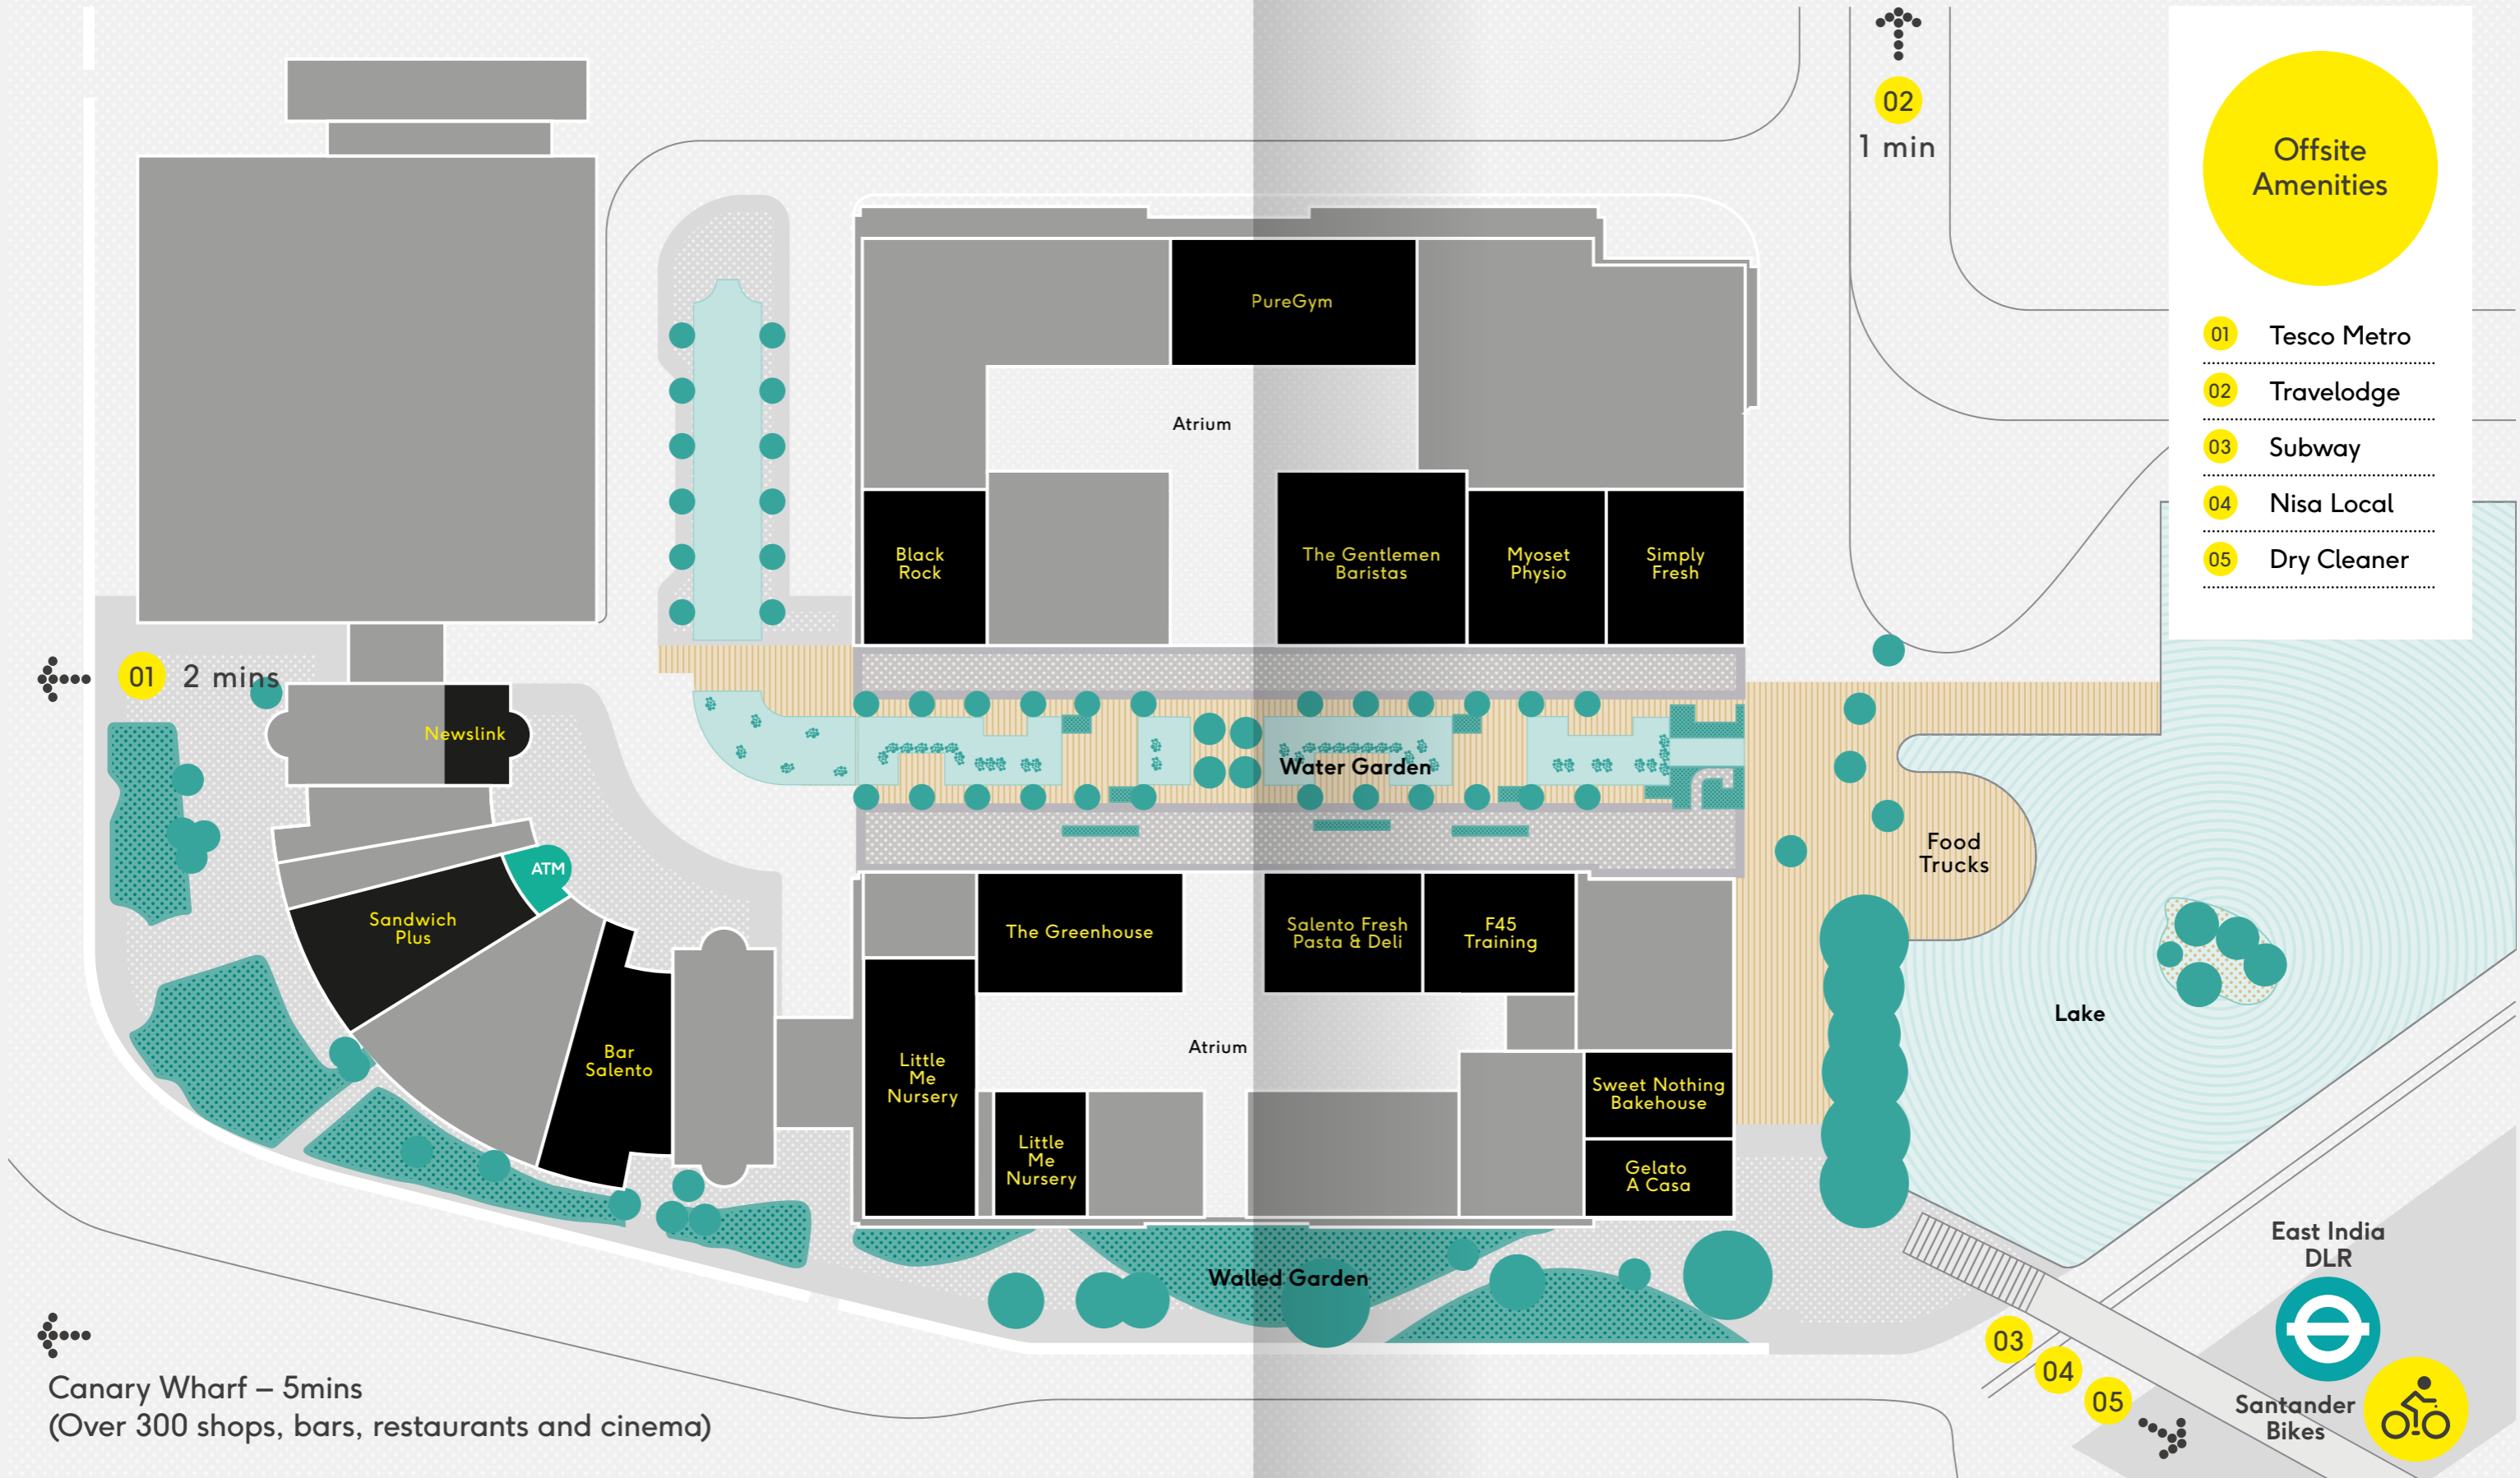 02
1 min
Offsite
Amenities
01 Tesco Metro
02 Travelodge
03 Subway
04 Nisa Local
05 Dry Cleaner
PureGym
Atrium
Black
Rock
The Gentlemen
Baristas
Myoset
Physio
Simply
Fresh
01 2 mins
Newslink
Water Garden
ATM
Food
Trucks
Sandwich
Plus
The Greenhouse
Salento Fresh
Pasta & Deli
F45
Training
Lake
Bar
Salento
Little
Me
Nursery
Atrium
Sweet Nothing
Bakehouse
Little
Me
Nursery
Gelato
A Casa
Walled Garden
East India
DLR
03
04
05
Santander
Bikes
Canary Wharf – 5mins
(Over 300 shops, bars, restaurants and cinema)